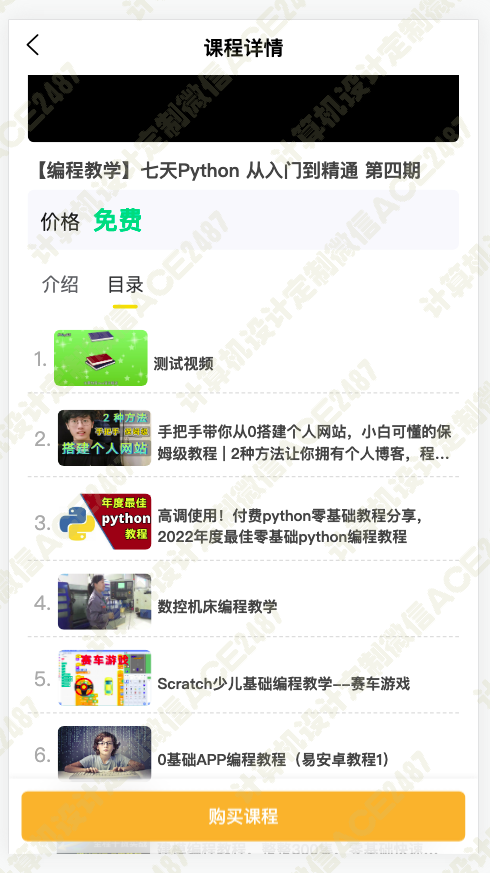 课程详情
【编程教学】七天Python 从入门到精通 第四期
价格 免费
介绍 目录
1. 测试视频
2. 2 种方法
手把手 没母语
搭建个人网站
手把手带你从0搭建个人网站，小白可懂的保
姆级教程 | 2种方法让你拥有个人博客，程...
3. 年度最佳
python
教程
高调使用！付费python零基础教程分享，
2022年度最佳零基础python编程教程
4. 数控机床编程教学
5. 赛车游戏
Scratch少儿基础编程教学--赛车游戏
6. 0基础APP编程教程（易安卓教程1）
购买课程
计算机设计定制微信ACE2487